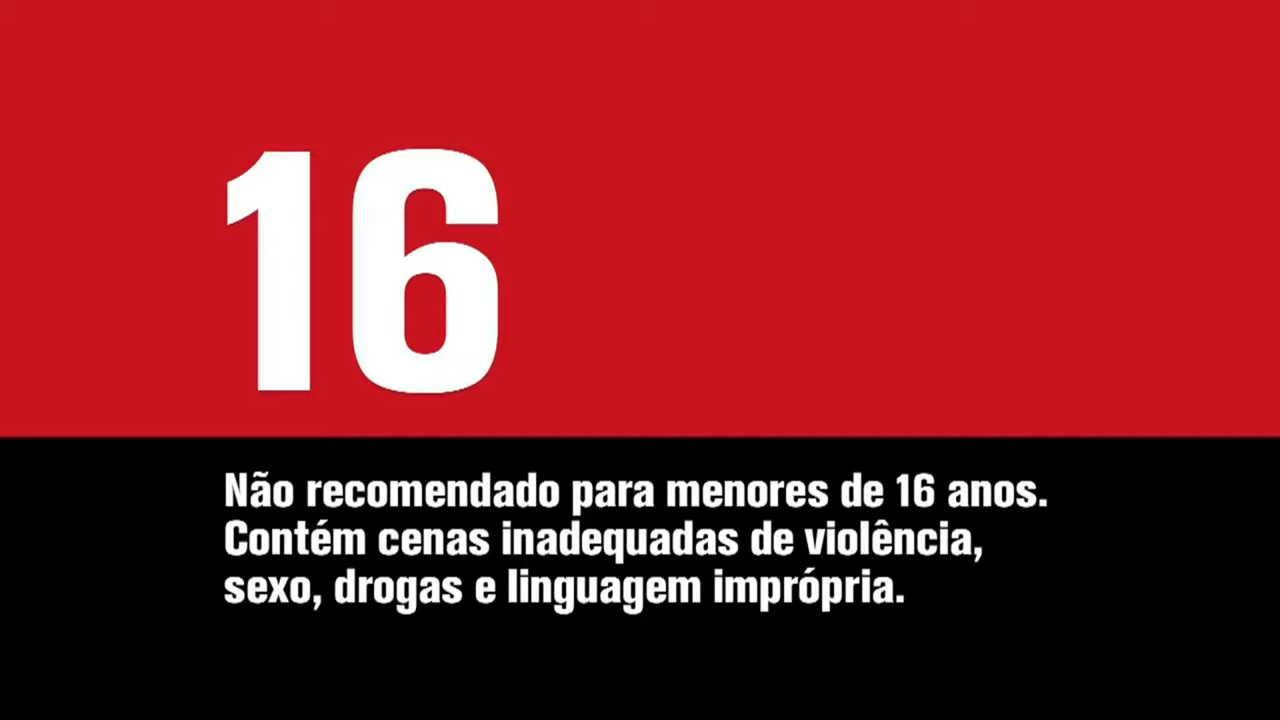 16
Não recomendado para menores de 16 anos.
Contém cenas inadequadas de violência,
sexo, drogas e linguagem imprópria.